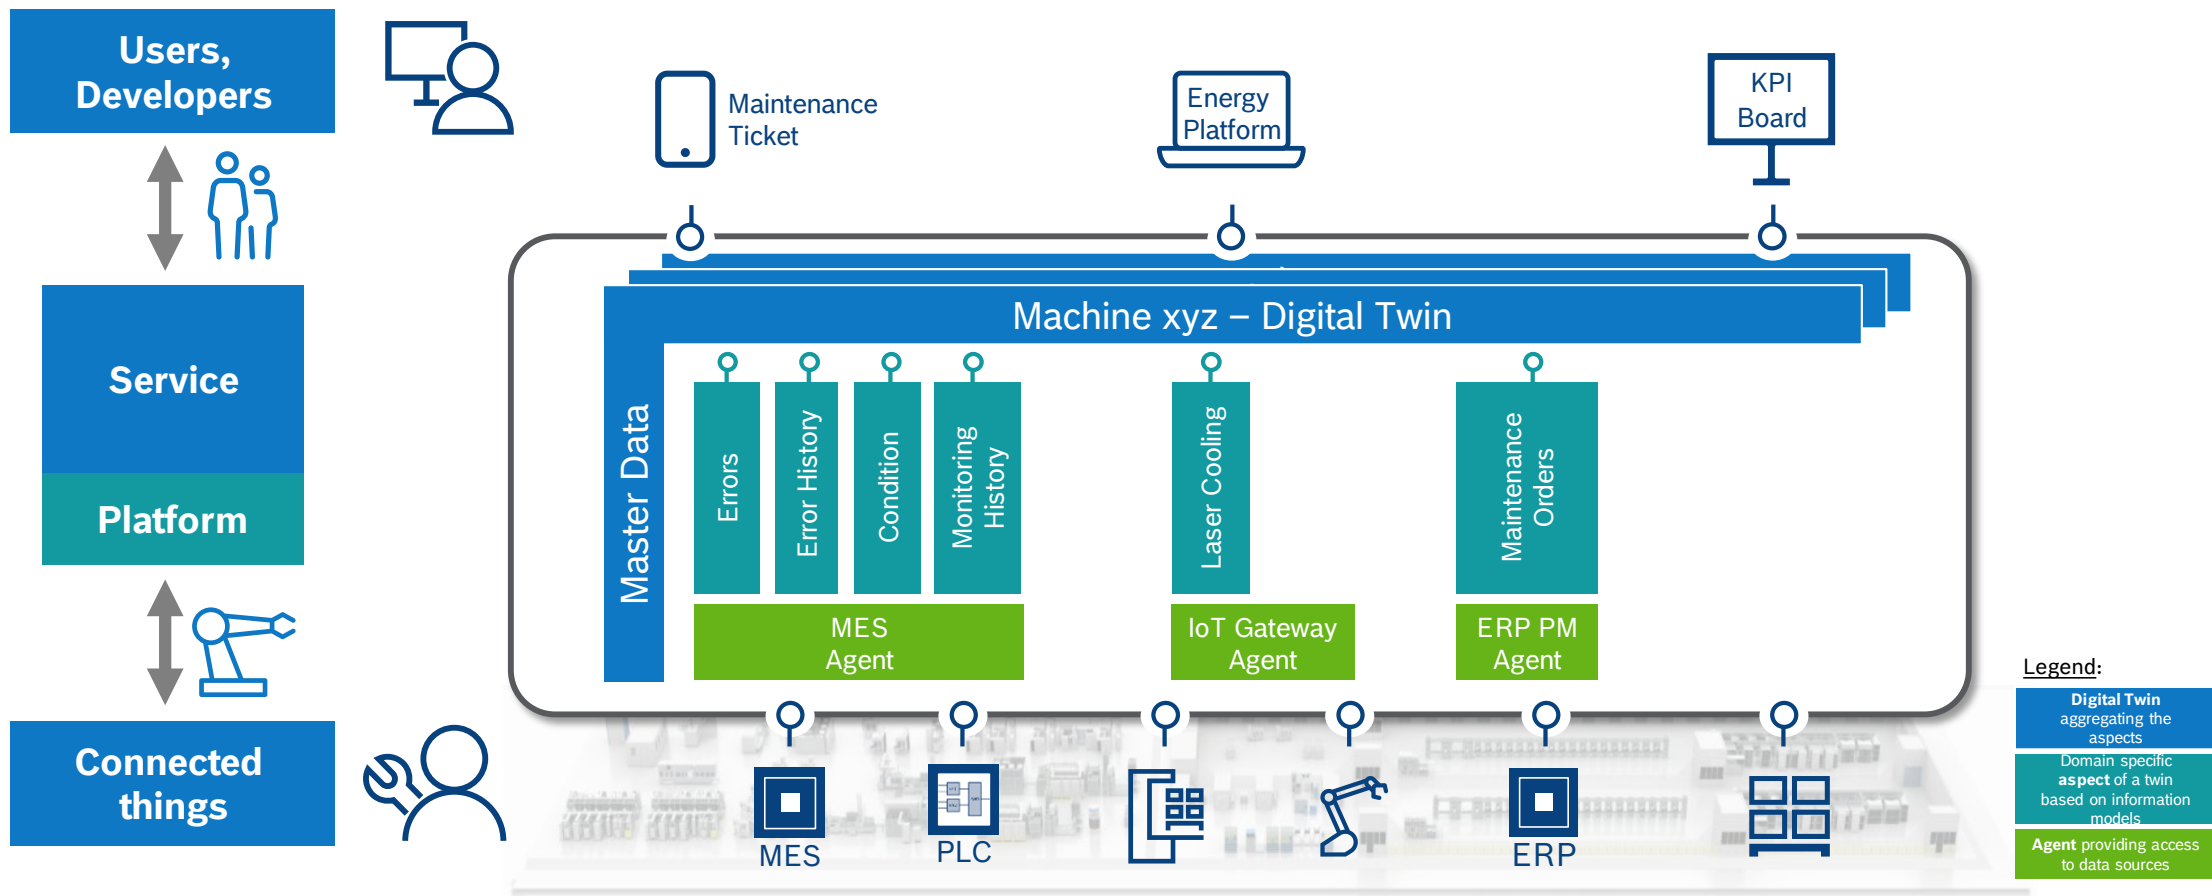 Users,
Developers
Service
Platform
Connected
things
Maintenance
Ticket
Energy
Platform
KPI
Board
Machine xyz – Digital Twin
Master Data
Errors
Error History
Condition
Monitoring
History
Laser Cooling
Maintenance
Orders
MES
Agent
IoT Gateway
Agent
ERP PM
Agent
MES
PLC
ERP
Legend:
Digital Twin
aggregating the
aspects
Domain specific
aspect of a twin
based on information
models
Agent providing access
to data sources